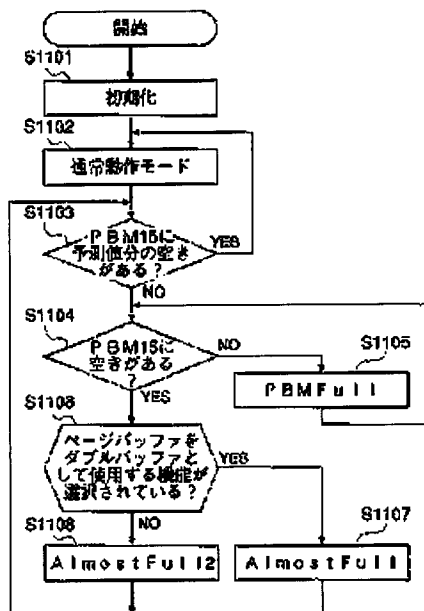 開始
S1101
初期化
S1102
通常動作モード
S1103
PBM15に
予測値分の空き
がある?
YES
NO
S1104
PBM15に
空きがある
?
NO
YES
S1105
PBMFull
S1108
ページバッファを
ダブルバッファと
して使用する機能が
選択されている?
YES
NO
S1106
AlmostFull2
S1107
AlmostFull